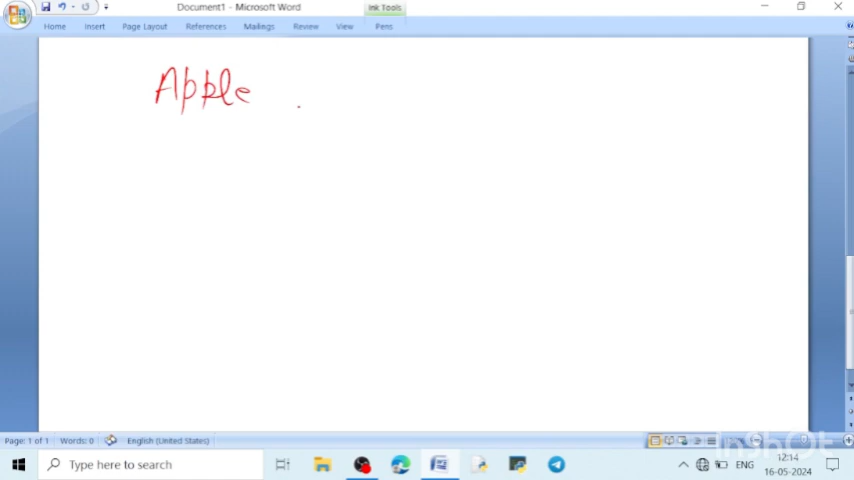 Document1 - Microsoft Word
Ink Tools
Home Insert Page Layout References Mailings Review View Pens
Apple
Page: 1 of 1 Words: 0 English (United States)
InShOt
Type here to search
ENG
12:14
16-05-2024